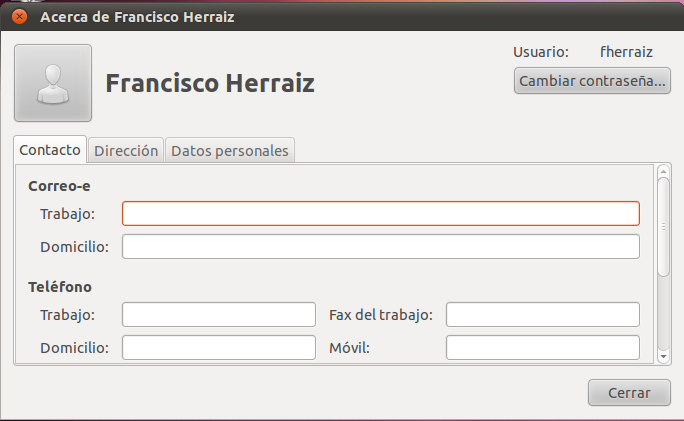 Acerca de Francisco Herraiz
Usuario: fherraiz
Francisco Herraiz
Cambiar contraseña...
Contacto Dirección Datos personales
Correo-e
Trabajo:
Domicilio:
Teléfono
Trabajo: Fax del trabajo:
Domicilio: Móvil:
Cerrar